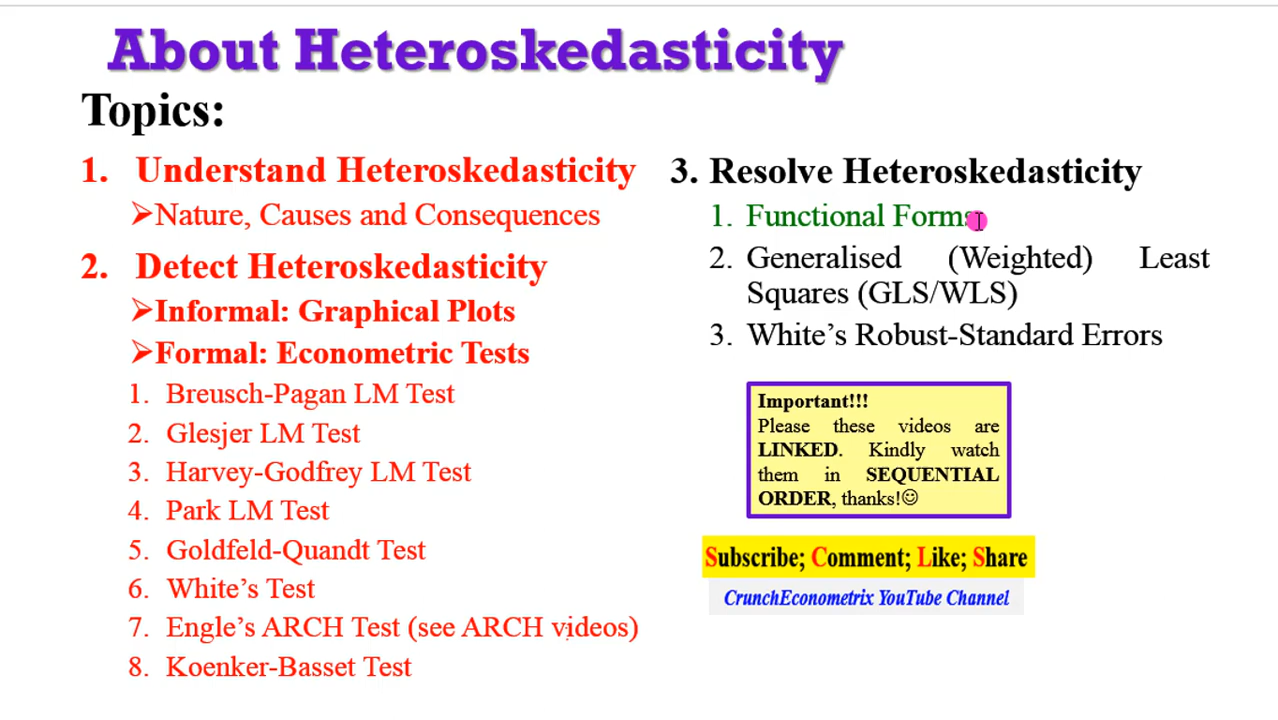 About Heteroskedasticity
Topics:
1. Understand Heteroskedasticity
➢Nature, Causes and Consequences
2. Detect Heteroskedasticity
➢Informal: Graphical Plots
➢Formal: Econometric Tests
1. Breusch-Pagan LM Test
2. Glesjer LM Test
3. Harvey-Godfrey LM Test
4. Park LM Test
5. Goldfeld-Quandt Test
6. White’s Test
7. Engle’s ARCH Test (see ARCH videos)
8. Koenker-Basset Test
3. Resolve Heteroskedasticity
1. Functional Forms
2. Generalised (Weighted) Least
Squares (GLS/WLS)
3. White’s Robust-Standard Errors
Important!!!
Please these videos are
LINKED. Kindly watch
them in SEQUENTIAL
ORDER, thanks!☺
Subscribe; Comment; Like; Share
CrunchEconometrix YouTube Channel